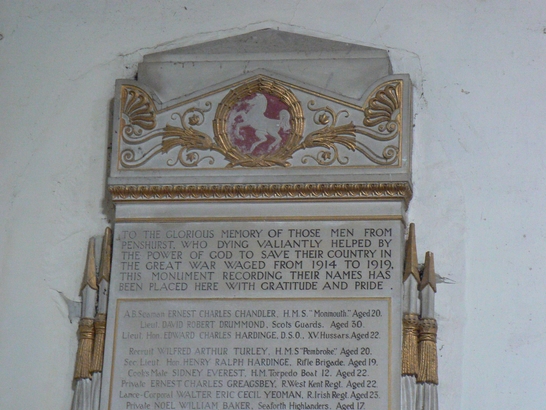 TO THE GLORIOUS MEMORY OF THOSE MEN FROM
PENSHURST, WHO DYING VALIANTLY HELPED BY
THE POWER OF GOD TO SAVE THEIR COUNTRY IN
THE GREAT WAR WAGED FROM 1914 TO 1919,
THIS MONUMENT RECORDING THEIR NAMES HAS
BEEN PLACED HERE WITH GRATITUDE AND PRIDE.
A.B. Seaman ERNEST CHARLES CHANDLER, H.M.S. "Monmouth" Aged 20.
Lieut. DAVID ROBERT DRUMMOND, Scots Guards. Aged 30.
Lieut. Hon. EDWARD CHARLES HARDINGE, D.S.O., XV. Hussars. Aged 22
Recruit WILFRED ARTHUR TURLEY, H.M.S "Pembroke" Aged 20.
Sec: Lieut. Hon HENRY RALPH HARDINGE, Rifle Brigade. Aged 19.
Cooks Mate SIDNEY EVEREST, H.M. Torpedo Boat 12. Aged 22.
Private ERNEST CHARLES GREAGSBEY, R. West Kent Regt. Aged 22.
Lance-Corporal WALTER ERIC CECIL YEOMAN, R. Irish Regt. Aged 23.
Private NOEL WILLIAM BAKER, Seaforth Highlanders. Aged 17.